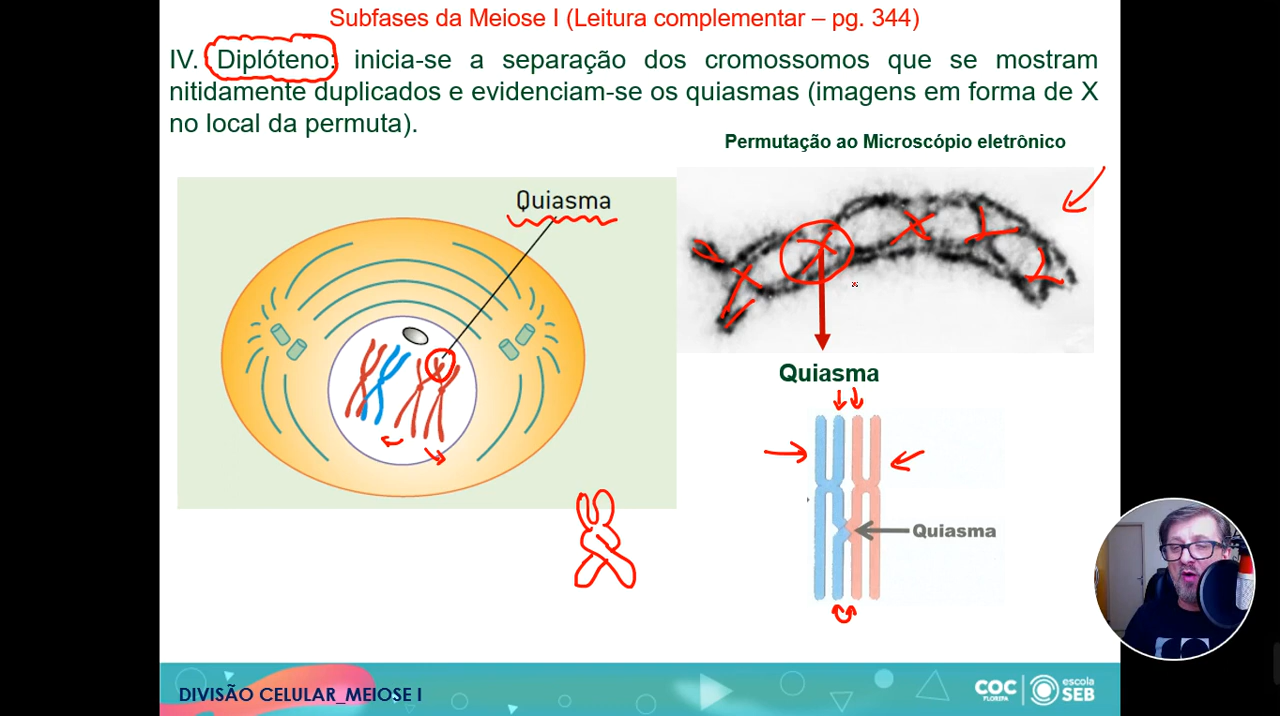 Subfases da Meiose I (Leitura complementar – pg. 344)
IV. Diplóteno: inicia-se a separação dos cromossomos que se mostram
nitidamente duplicados e evidenciam-se os quiasmas (imagens em forma de X
no local da permuta).
Permutação ao Microscópio eletrônico
Quiasma
Quiasma
Quiasma
DIVISÃO CELULAR_MEIOSE I
COC
FLORIPA
escola
SEB